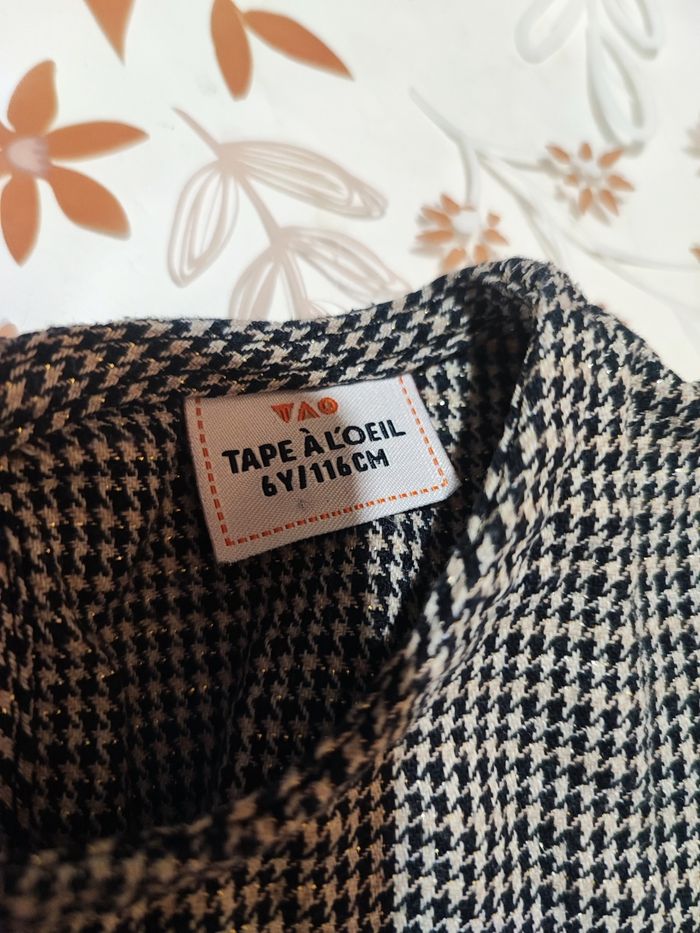 TAO
TAPE À L'OEIL
6Y/116CM